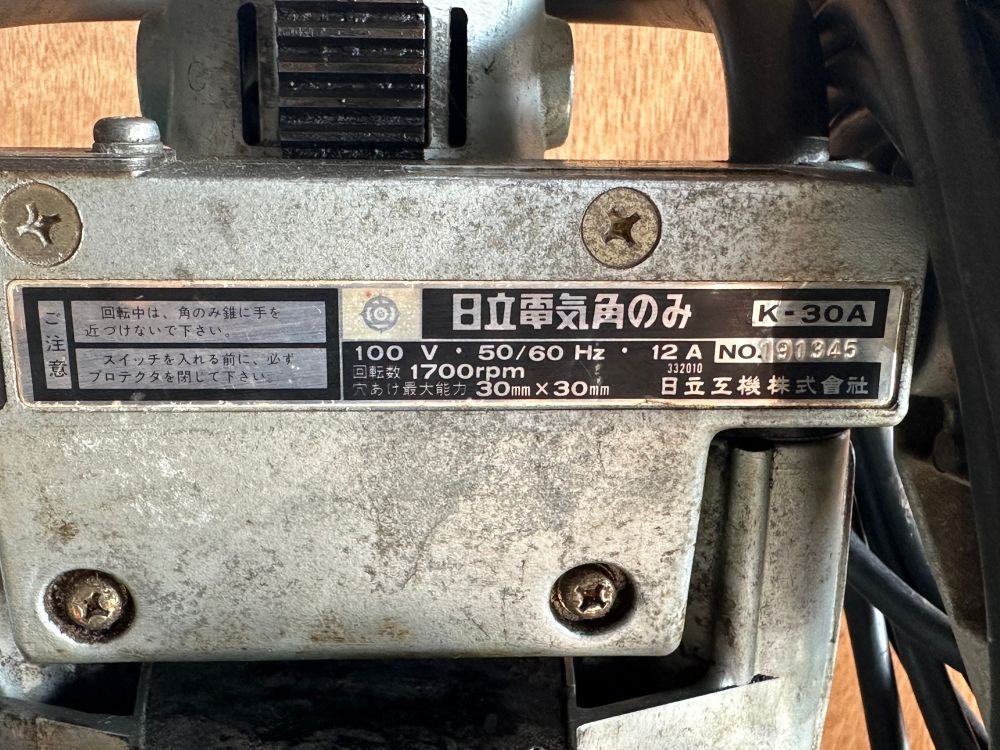 ご注意
回転中は、角のみ錐に手を
近づけないで下さい。
スイッチを入れる前に、必ず
プロテクタを閉じて下さい。
日立電気角のみ
K-30A
100 V・50/60 Hz・12A NO.191345
回転数 1700rpm
332010
穴あけ最大能力 30mm×30mm
日立工機株式會社